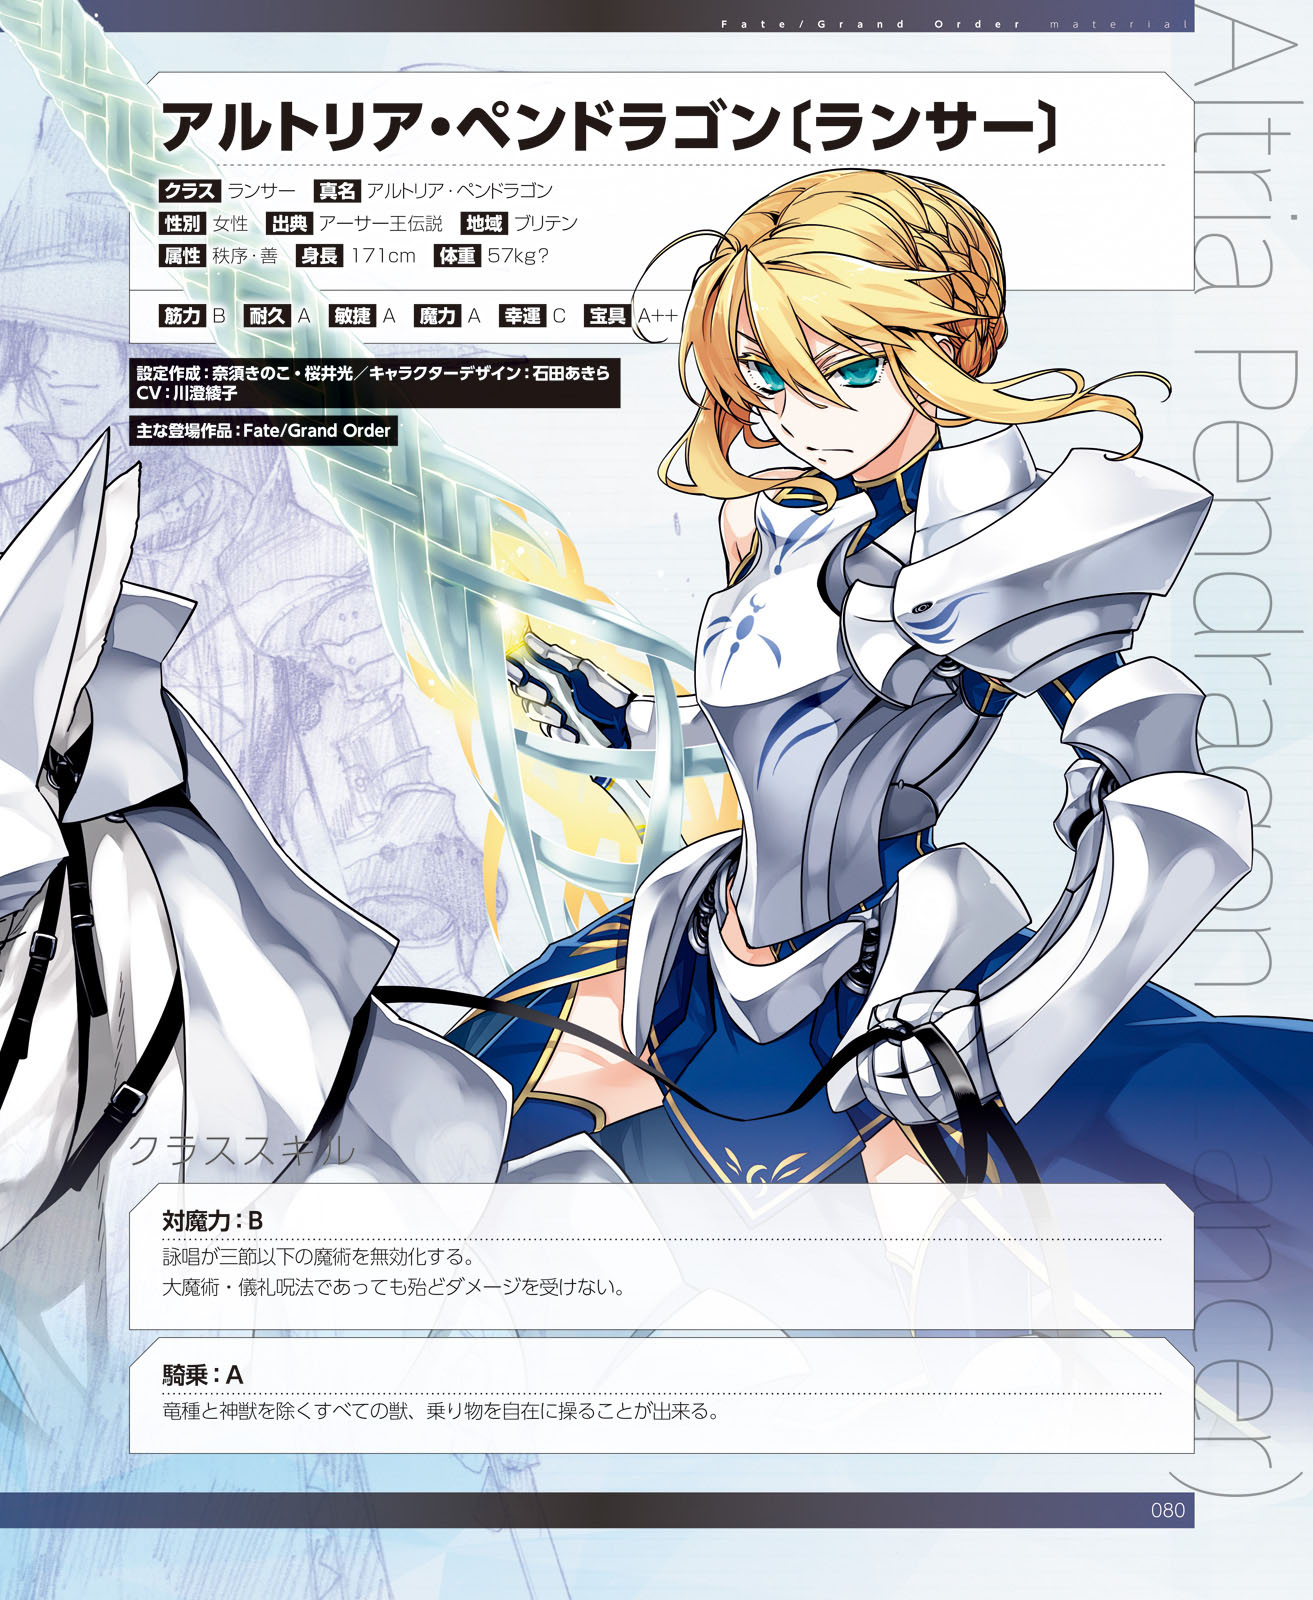 Fate/Grand Order material
アルトリア・ペンドラゴン〔ランサー〕
クラス ランサー 真名 アルトリア・ペンドラゴン
性別 女性 出典 アーサー王伝説 地域 ブリテン
属性 秩序・善 身長 171cm 体重 57kg?
筋力 B 耐久 A 敏捷 A 魔力 A 幸運 C 宝具 A++
設定作成：奈須きのこ・桜井光／キャラクターデザイン：石田あきら
CV：川澄綾子
主な登場作品：Fate/Grand Order
Altria Pendragon (Lancer)
クラススキル
対魔力：B
詠唱が三節以下の魔術を無効化する。
大魔術・儀礼呪法であっても殆どダメージを受けない。
騎乗：A
竜種と神獣を除くすべての獣、乗り物を自在に操ることが出来る。
080